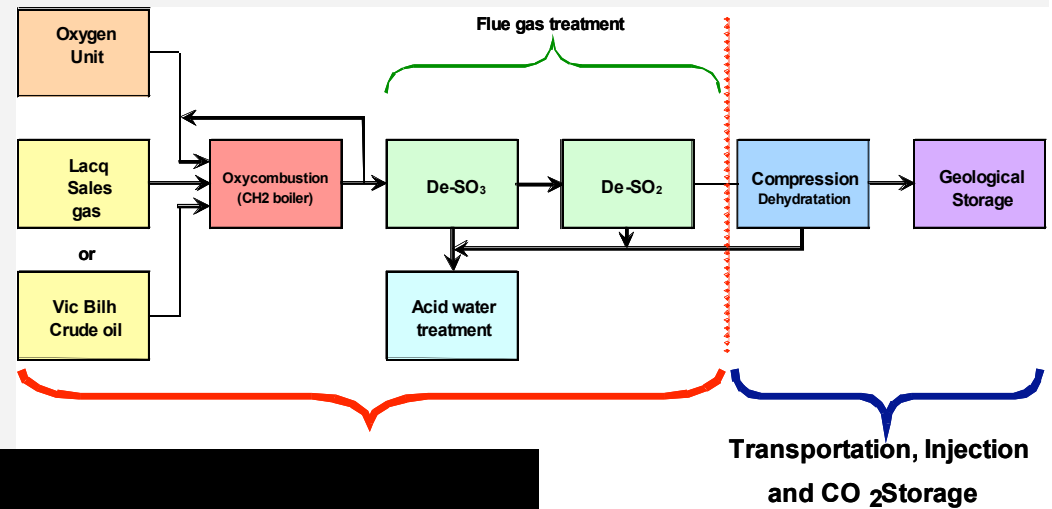 Flue gas treatment
Oxygen
Unit
Lacq
Sales
gas
or
Vic Bilh
Crude oil
Oxycombustion
(CH2 boiler)
De-SO₃
De-SO₂
Compression
Dehydratation
Geological
Storage
Acid water
treatment
Transportation, Injection
and CO ₂Storage